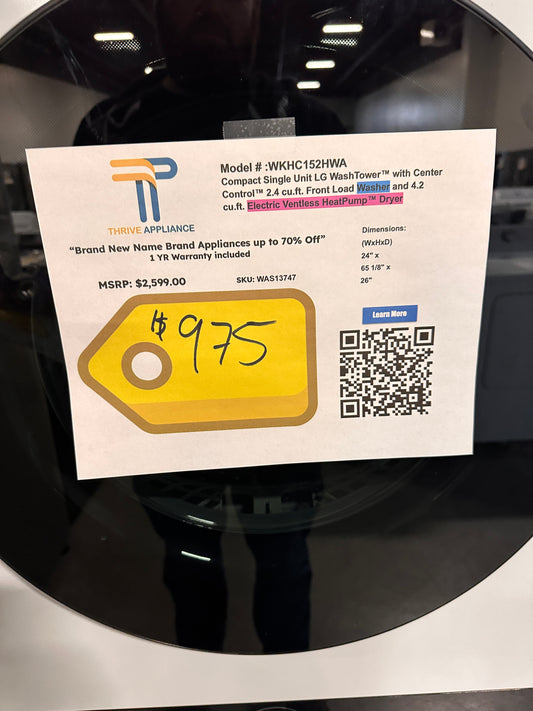 THRIVE APPLIANCE
Model # :WKHC152HWA
Compact Single Unit LG WashTower™ with Center
Control™ 2.4 cu.ft. Front Load Washer and 4.2
cu.ft. Electric Ventless HeatPump™ Dryer
“Brand New Name Brand Appliances up to 70% Off”
1 YR Warranty included
MSRP: $2,599.00
SKU: WAS13747
Dimensions:
(WxHxD)
24" x
65 1/8" x
26"
Learn More
$975